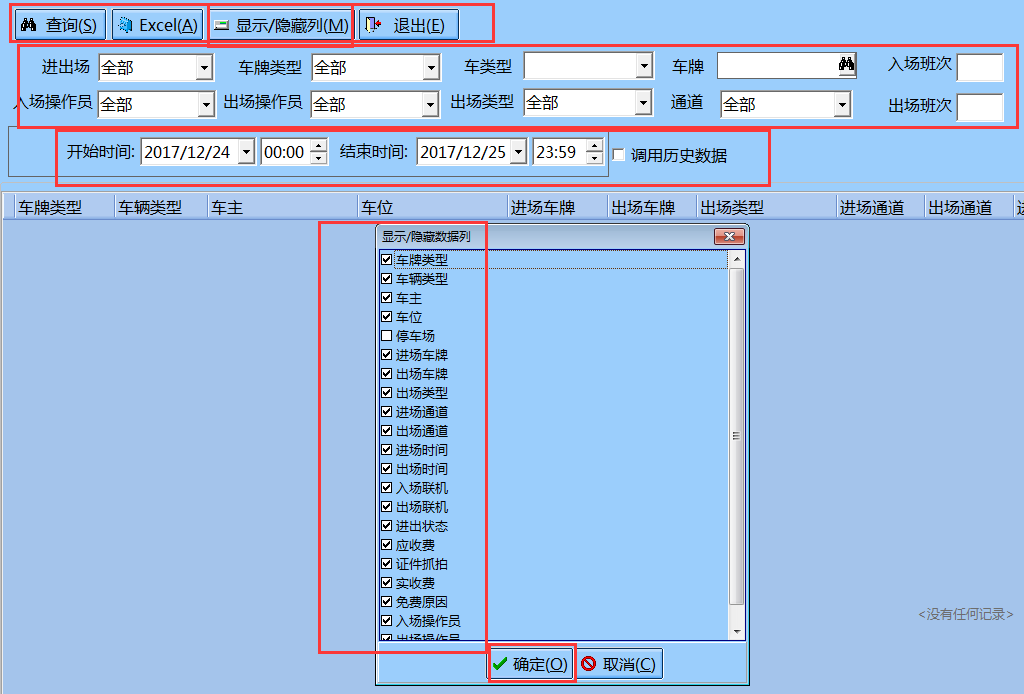 查询(S) Excel(A) 显示/隐藏列(M) 退出(E)
进出场 全部 车牌类型 全部 车类型 车牌 入场班次
入场操作员 全部 出场操作员 全部 出场类型 全部 通道 全部 出场班次
开始时间: 2017/12/24 00:00 结束时间: 2017/12/25 23:59 调用历史数据
车牌类型 车辆类型 车主 车位 进场车牌 出场车牌 出场类型 进场通道 出场通道
显示/隐藏数据列
车牌类型
车辆类型
车主
车位
停车场
进场车牌
出场车牌
出场类型
进场通道
出场通道
进场时间
出场时间
入场联机
出场联机
进出状态
应收费
证件抓拍
实收费
免费原因
入场操作员
出场操作员
<没有任何记录>
确定(O) 取消(C)